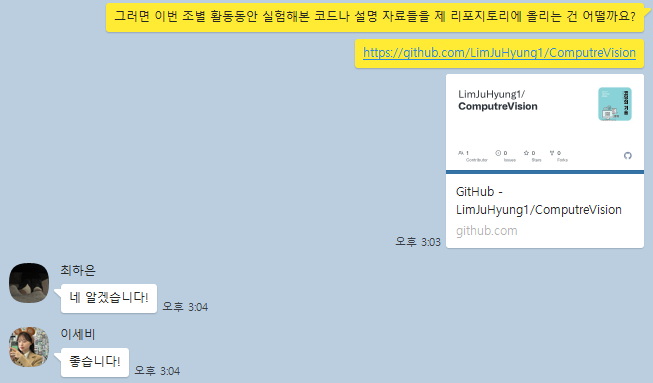 그러면 이번 조별 활동동안 실험해본 코드나 설명 자료들을 제 리포지토리에 올리는 건 어떨까요?
https://github.com/LimJuHyung1/ComputreVision
LimJuHyung1/
ComputreVision
1
Contributor
0
Issues
0
Stars
0
Forks
GitHub -
LimJuHyung1/ComputreVision
github.com
오후 3:03
최하은
네 알겠습니다!
오후 3:04
이세비
좋습니다!
오후 3:04